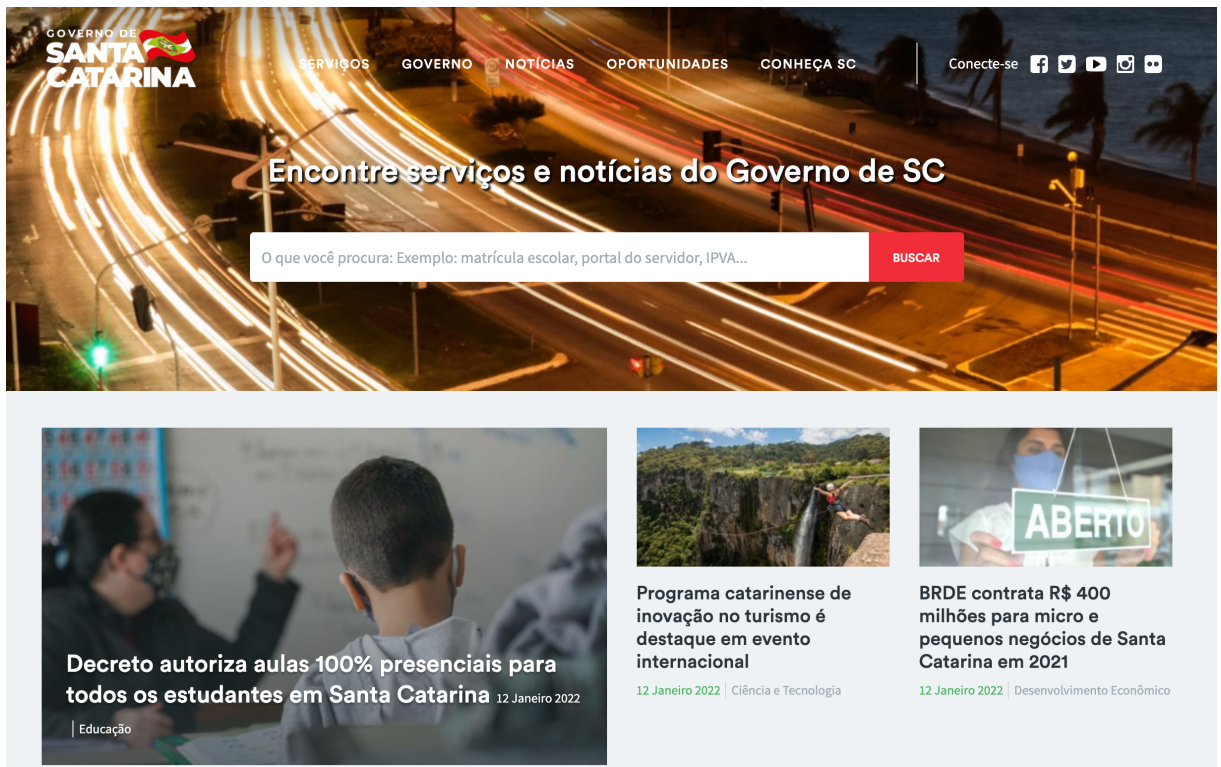 GOVERNO DE
SANTA
CATARINA
SERVIÇOS GOVERNO NOTÍCIAS OPORTUNIDADES CONHEÇA SC Conecte-se
Encontre serviços e notícias do Governo de SC
O que você procura: Exemplo: matrícula escolar, portal do servidor, IPVA...
BUSCAR
ABERTO
Decreto autoriza aulas 100% presenciais para
todos os estudantes em Santa Catarina 12 Janeiro 2022
Educação
Programa catarinense de
inovação no turismo é
destaque em evento
internacional
12 Janeiro 2022 Ciência e Tecnologia
BRDE contrata R$ 400
milhões para micro e
pequenos negócios de Santa
Catarina em 2021
12 Janeiro 2022 Desenvolvimento Econômico